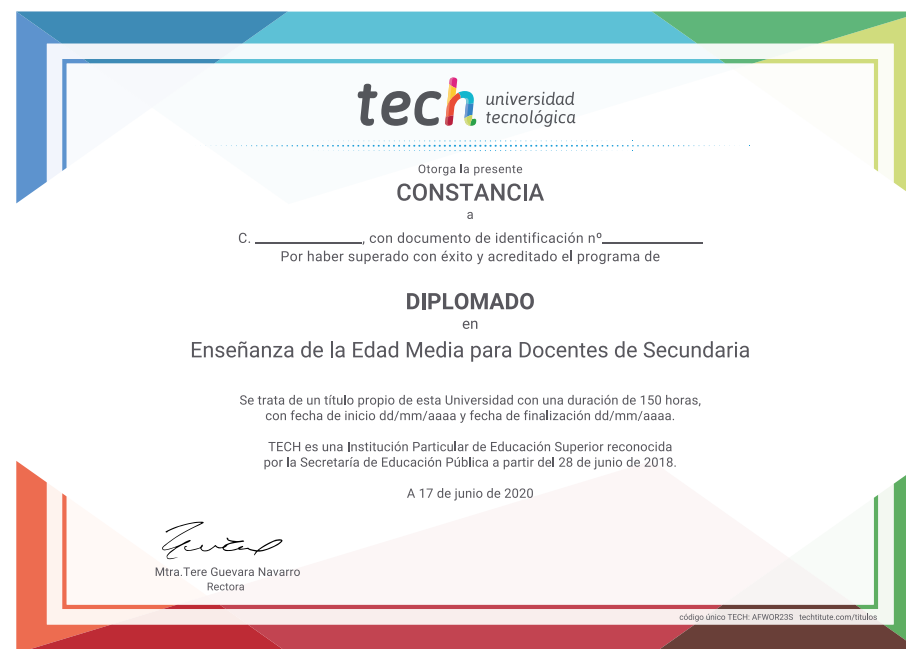 tech universidad
tecnológica
Otorga la presente
CONSTANCIA
a
C. ____________, con documento de identificación nº____________
Por haber superado con éxito y acreditado el programa de
DIPLOMADO
en
Enseñanza de la Edad Media para Docentes de Secundaria
Se trata de un título propio de esta Universidad con una duración de 150 horas,
con fecha de inicio dd/mm/aaaa y fecha de finalización dd/mm/aaaa.
TECH es una Institución Particular de Educación Superior reconocida
por la Secretaría de Educación Pública a partir del 28 de junio de 2018.
A 17 de junio de 2020
Mtra.Tere Guevara Navarro
Rectora
código único TECH: AFWOR23S techtitute.com/titulos